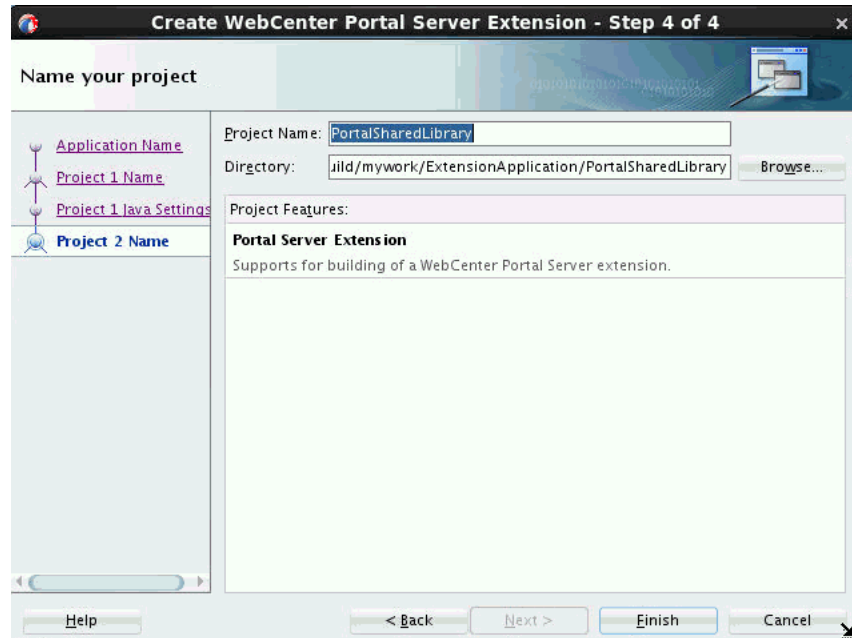 Create WebCenter Portal Server Extension - Step 4 of 4
Name your project
Application Name
Project 1 Name
Project 1 Java Settings
Project 2 Name
Project Name: PortalSharedLibrary
Directory: uild/mywork/ExtensionApplication/PortalSharedLibrary Browse...
Project Features:
Portal Server Extension
Supports for building of a WebCenter Portal Server extension.
Help < Back Next > Finish Cancel